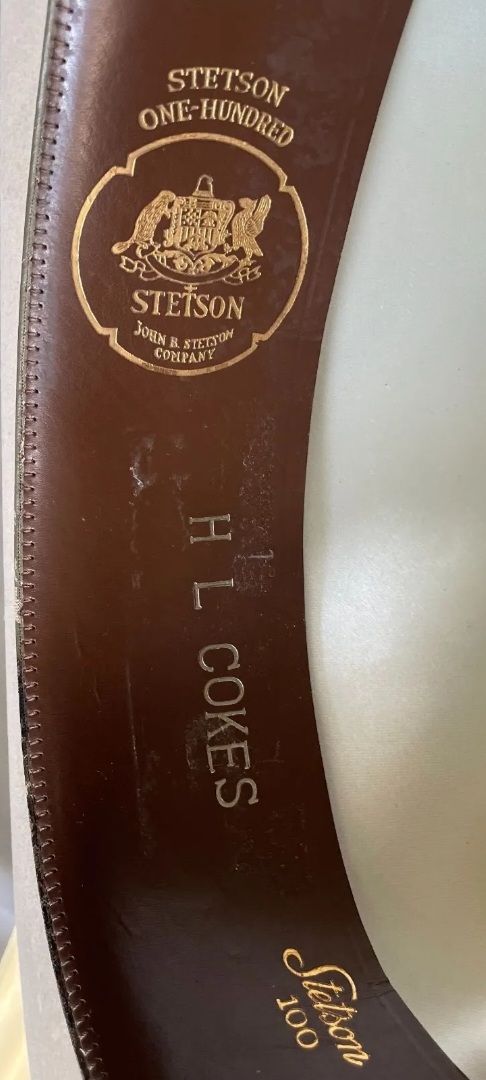 STETSON
ONE-HUNDRED
STETSON
JOHN B. STETSON
COMPANY
H L COKES
Stetson
100